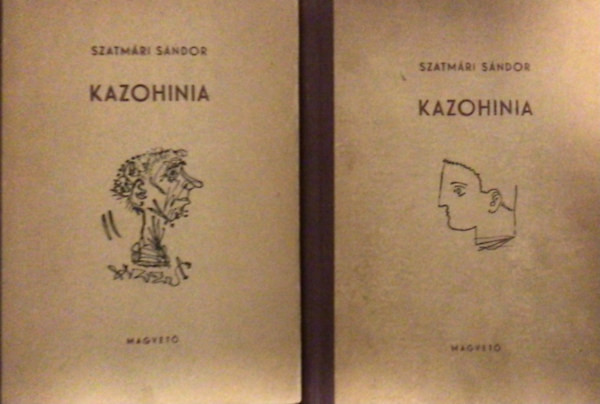 SZATMÁRI SÁNDOR
KAZOHINIA
MAGVETŐ
SZATMÁRI SÁNDOR
KAZOHINIA
MAGVETŐ